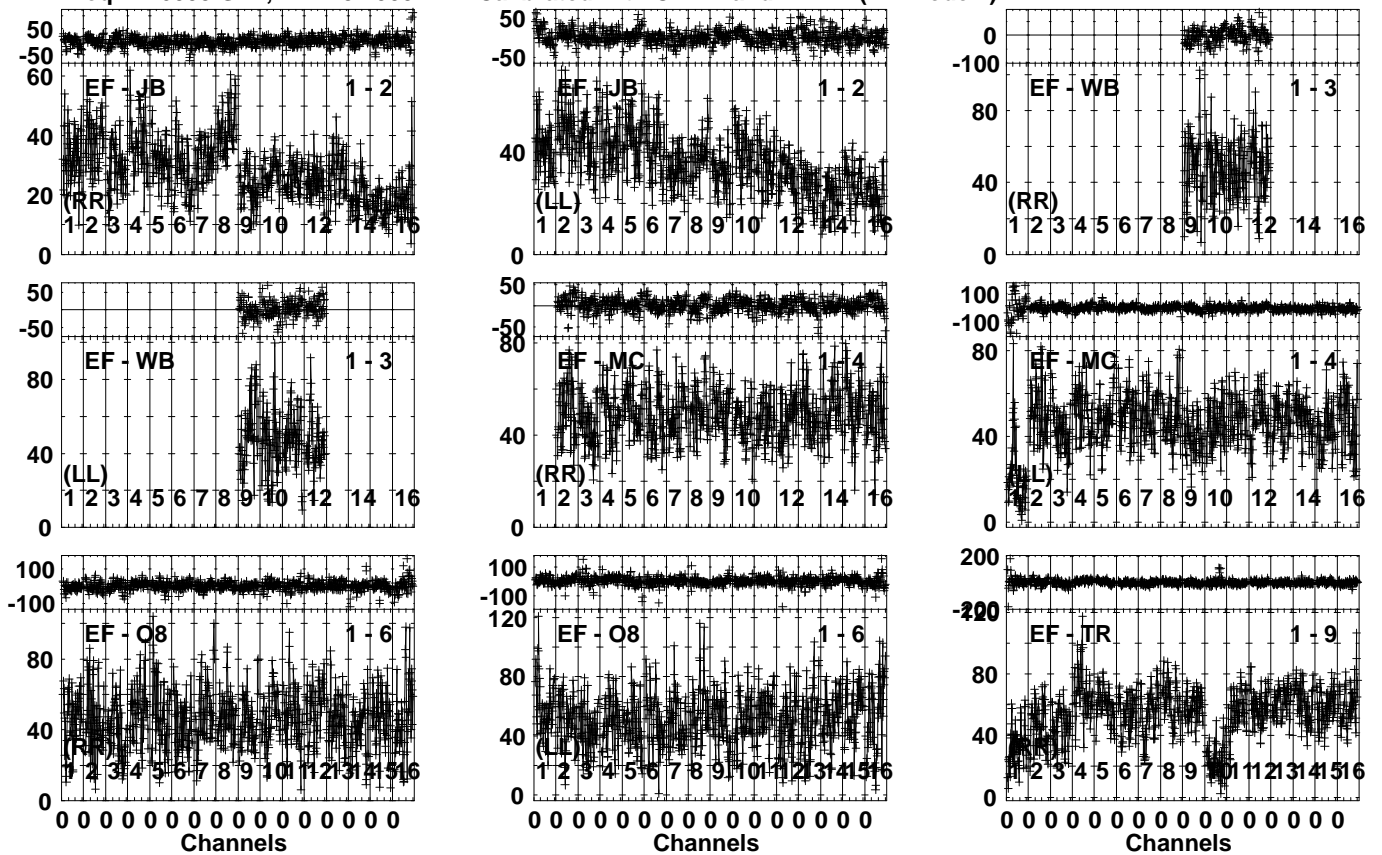 50 -50 50 -50 0 -100
60 40 20 0
EF - JB 1 - 2
(RR)
1 2 3 4 5 6 7 8 9 10 12 14 16
40 0
EF - JB 1 - 2
(LL)
1 2 3 4 5 6 7 8 9 10 12 14 16
80 40 0
EF - WB 1 - 3
(RR)
1 2 3 4 5 6 7 8 9 10 12 14 16
50 -50 50 -50 100 -100
80 40 0
EF - WB 1 - 3
(LL)
1 2 3 4 5 6 7 8 9 10 12 14 16
80 40 0
EF - MC 1 - 4
(RR)
1 2 3 4 5 6 7 8 9 10 12 14 16
80 40 0
EF - MC 1 - 4
(LL)
1 2 3 4 5 6 7 8 9 10 12 14 16
100 -100 100 -100 200 -200
80 40 0
EF - O8 1 - 6
(RR)
1 2 3 4 5 6 7 8 9 10 11 12 13 14 15 16
120 80 40 0
EF - O8 1 - 6
(LL)
1 2 3 4 5 6 7 8 9 10 11 12 13 14 15 16
120 80 40 0
EF - TR 1 - 9
(RR)
1 2 3 4 5 6 7 8 9 10 11 12 13 14 15 16
0 0 0 0 0 0 0 0 0 0 0 0 0 0 0 0
0 0 0 0 0 0 0 0 0 0 0 0 0 0 0 0
0 0 0 0 0 0 0 0 0 0 0 0 0 0 0 0
Channels Channels Channels